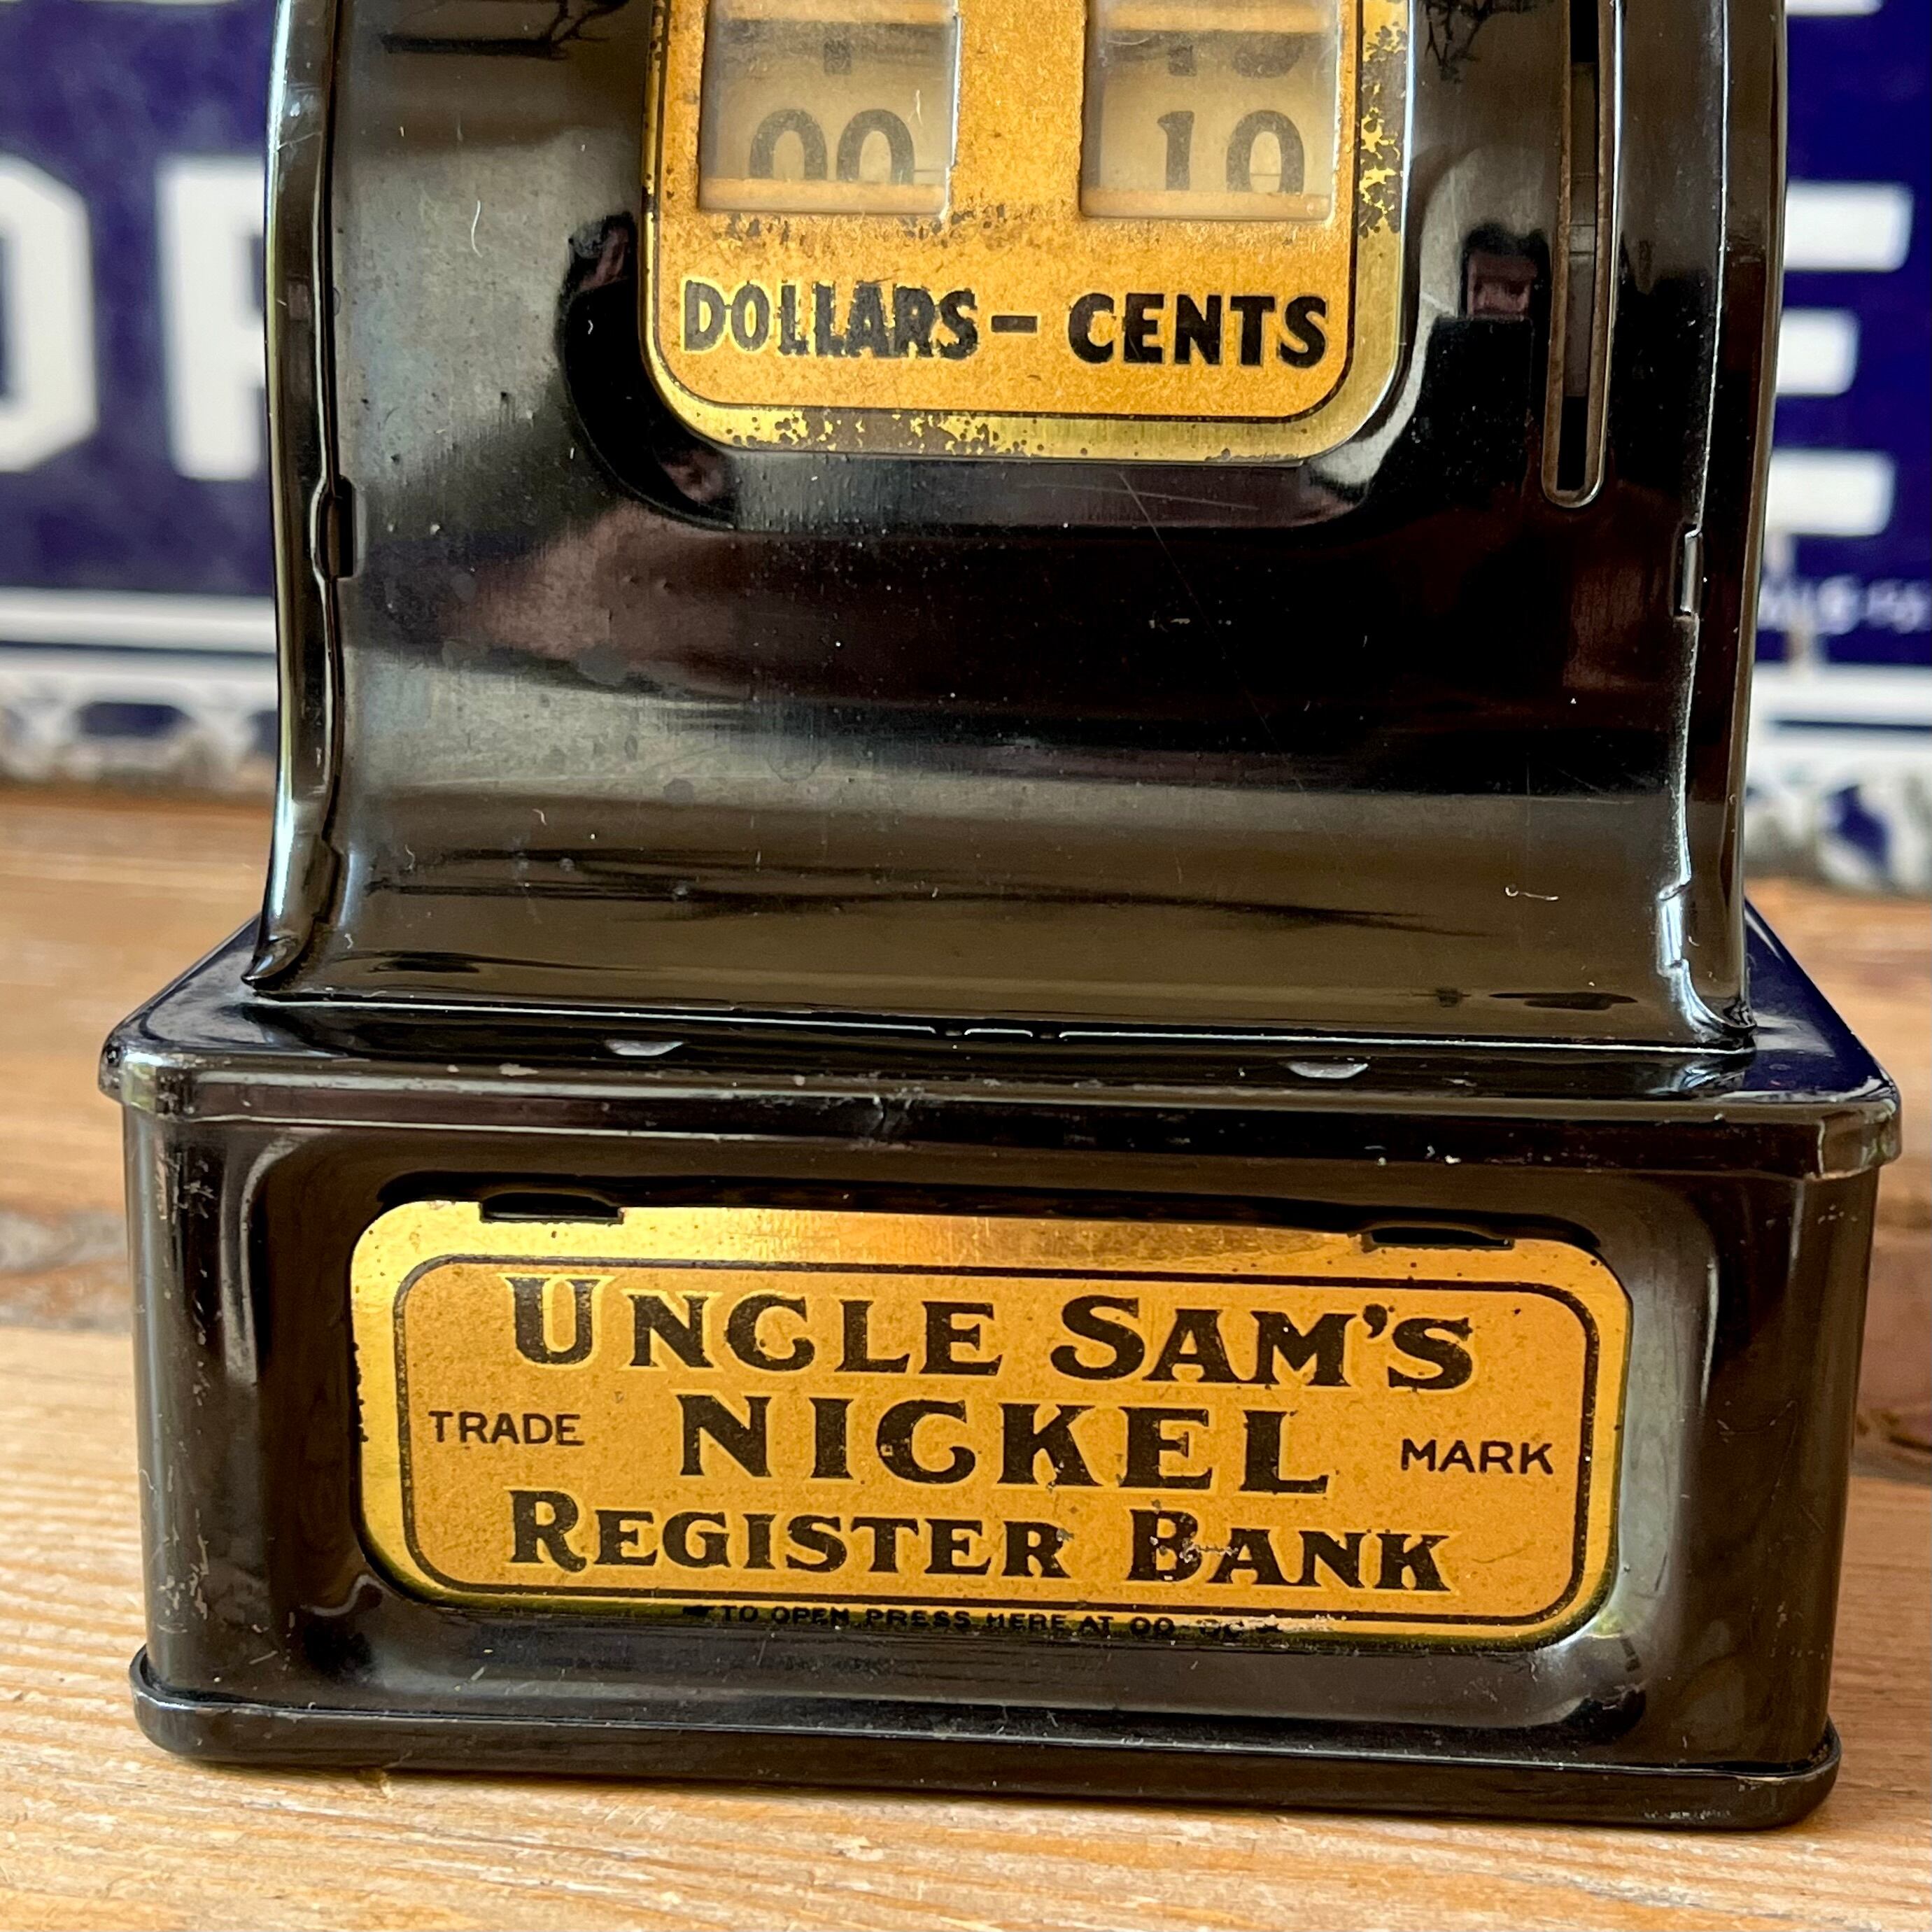 00 10
DOLLARS – CENTS
UNCLE SAM'S
TRADE NICKEL MARK
REGISTER BANK
TO OPEN PRESS HERE AT 00